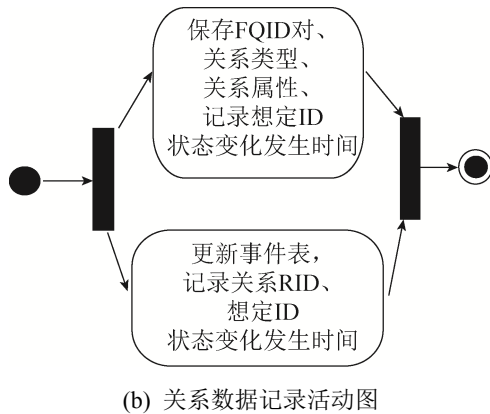 保存FQID对、
关系类型、
关系属性、
记录想定ID
状态变化发生时间
更新事件表，
记录关系RID、
想定ID
状态变化发生时间
(b) 关系数据记录活动图